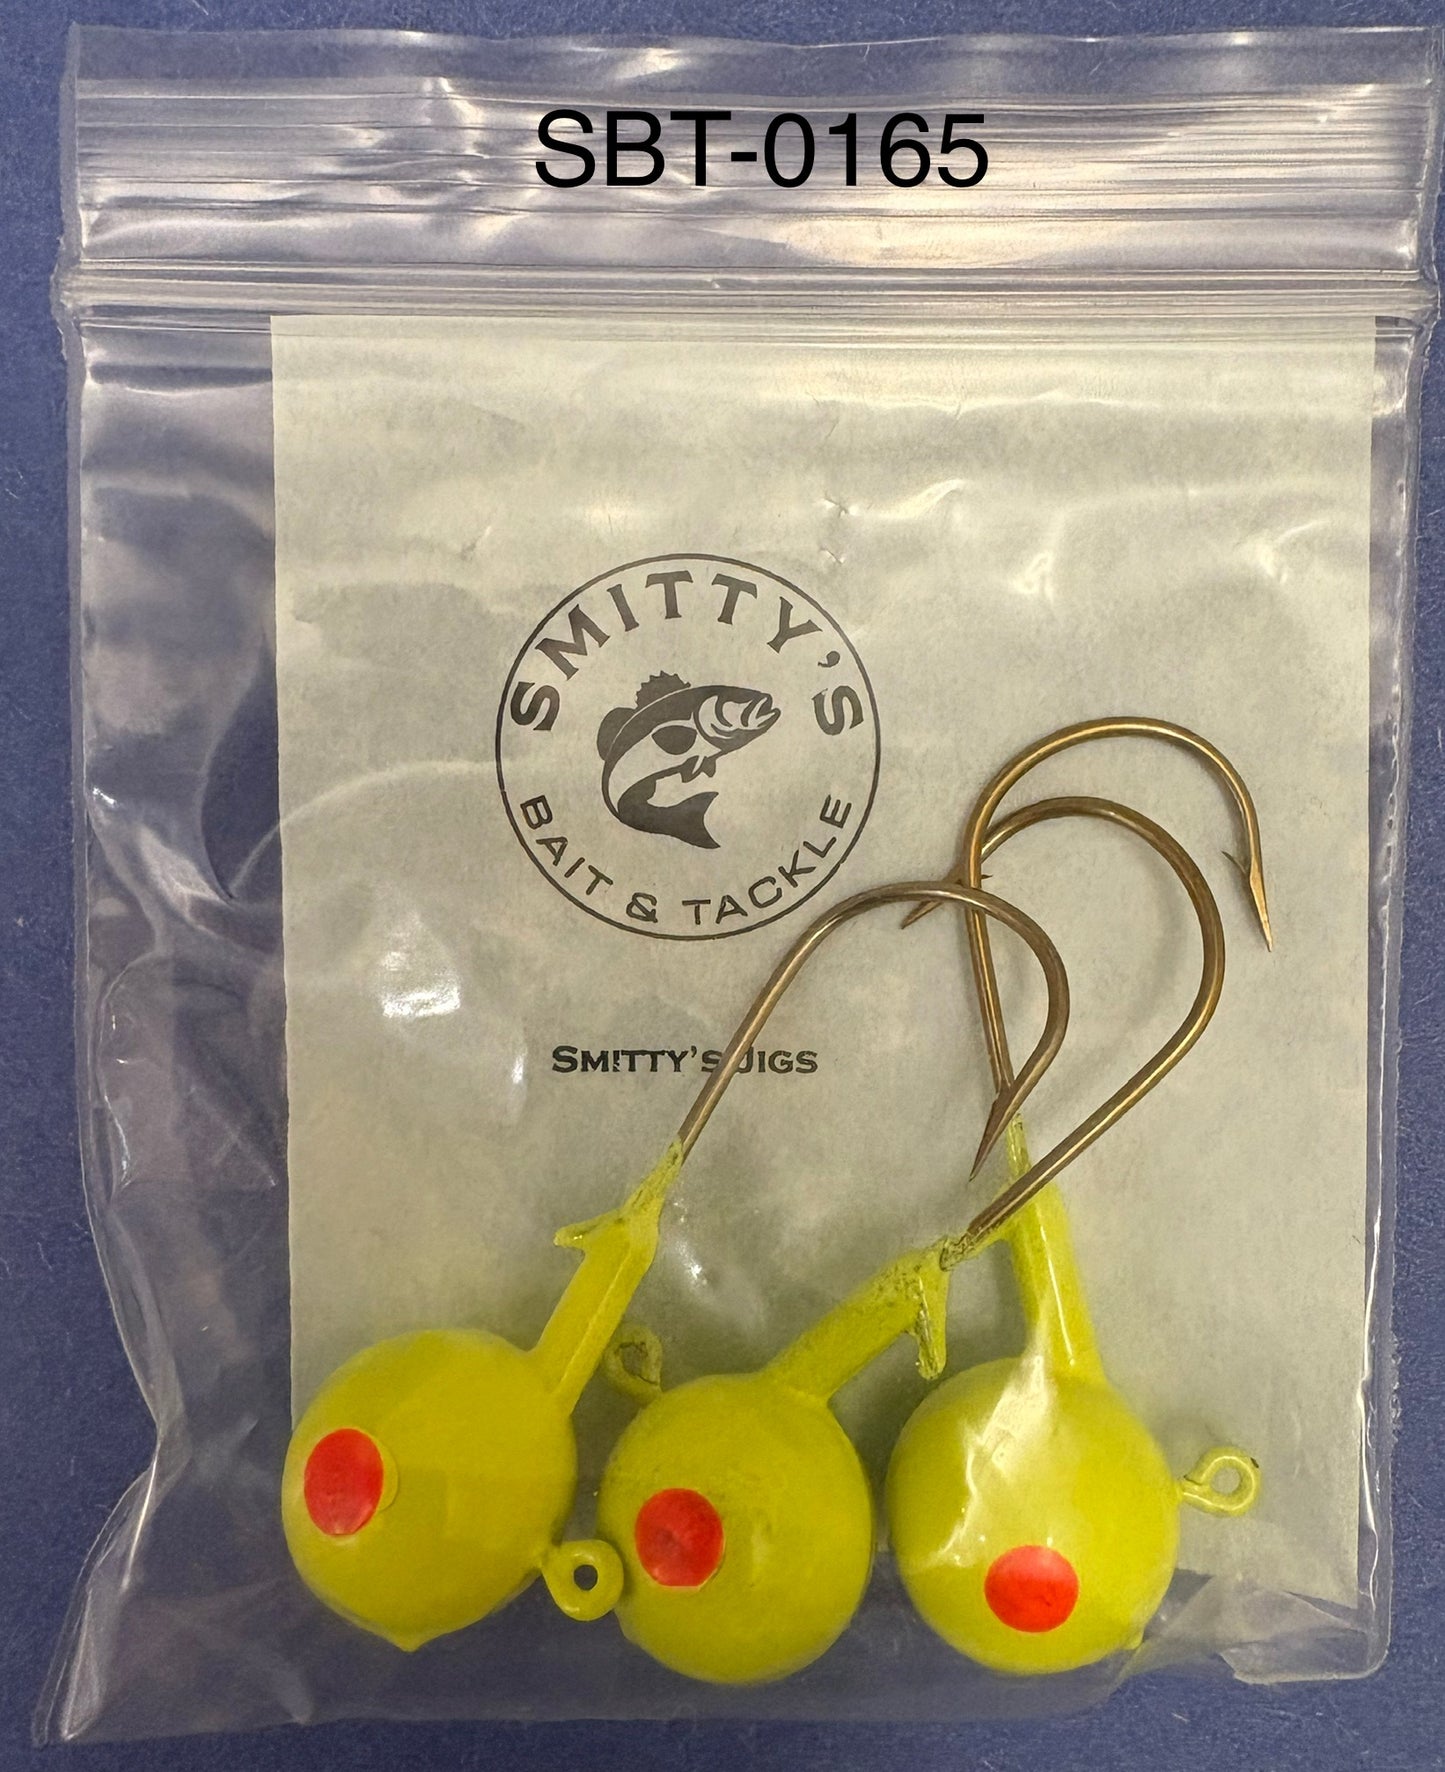 SBT-0165
SMITTY'S
BAIT & TACKLE
SMITTY'S JIGS